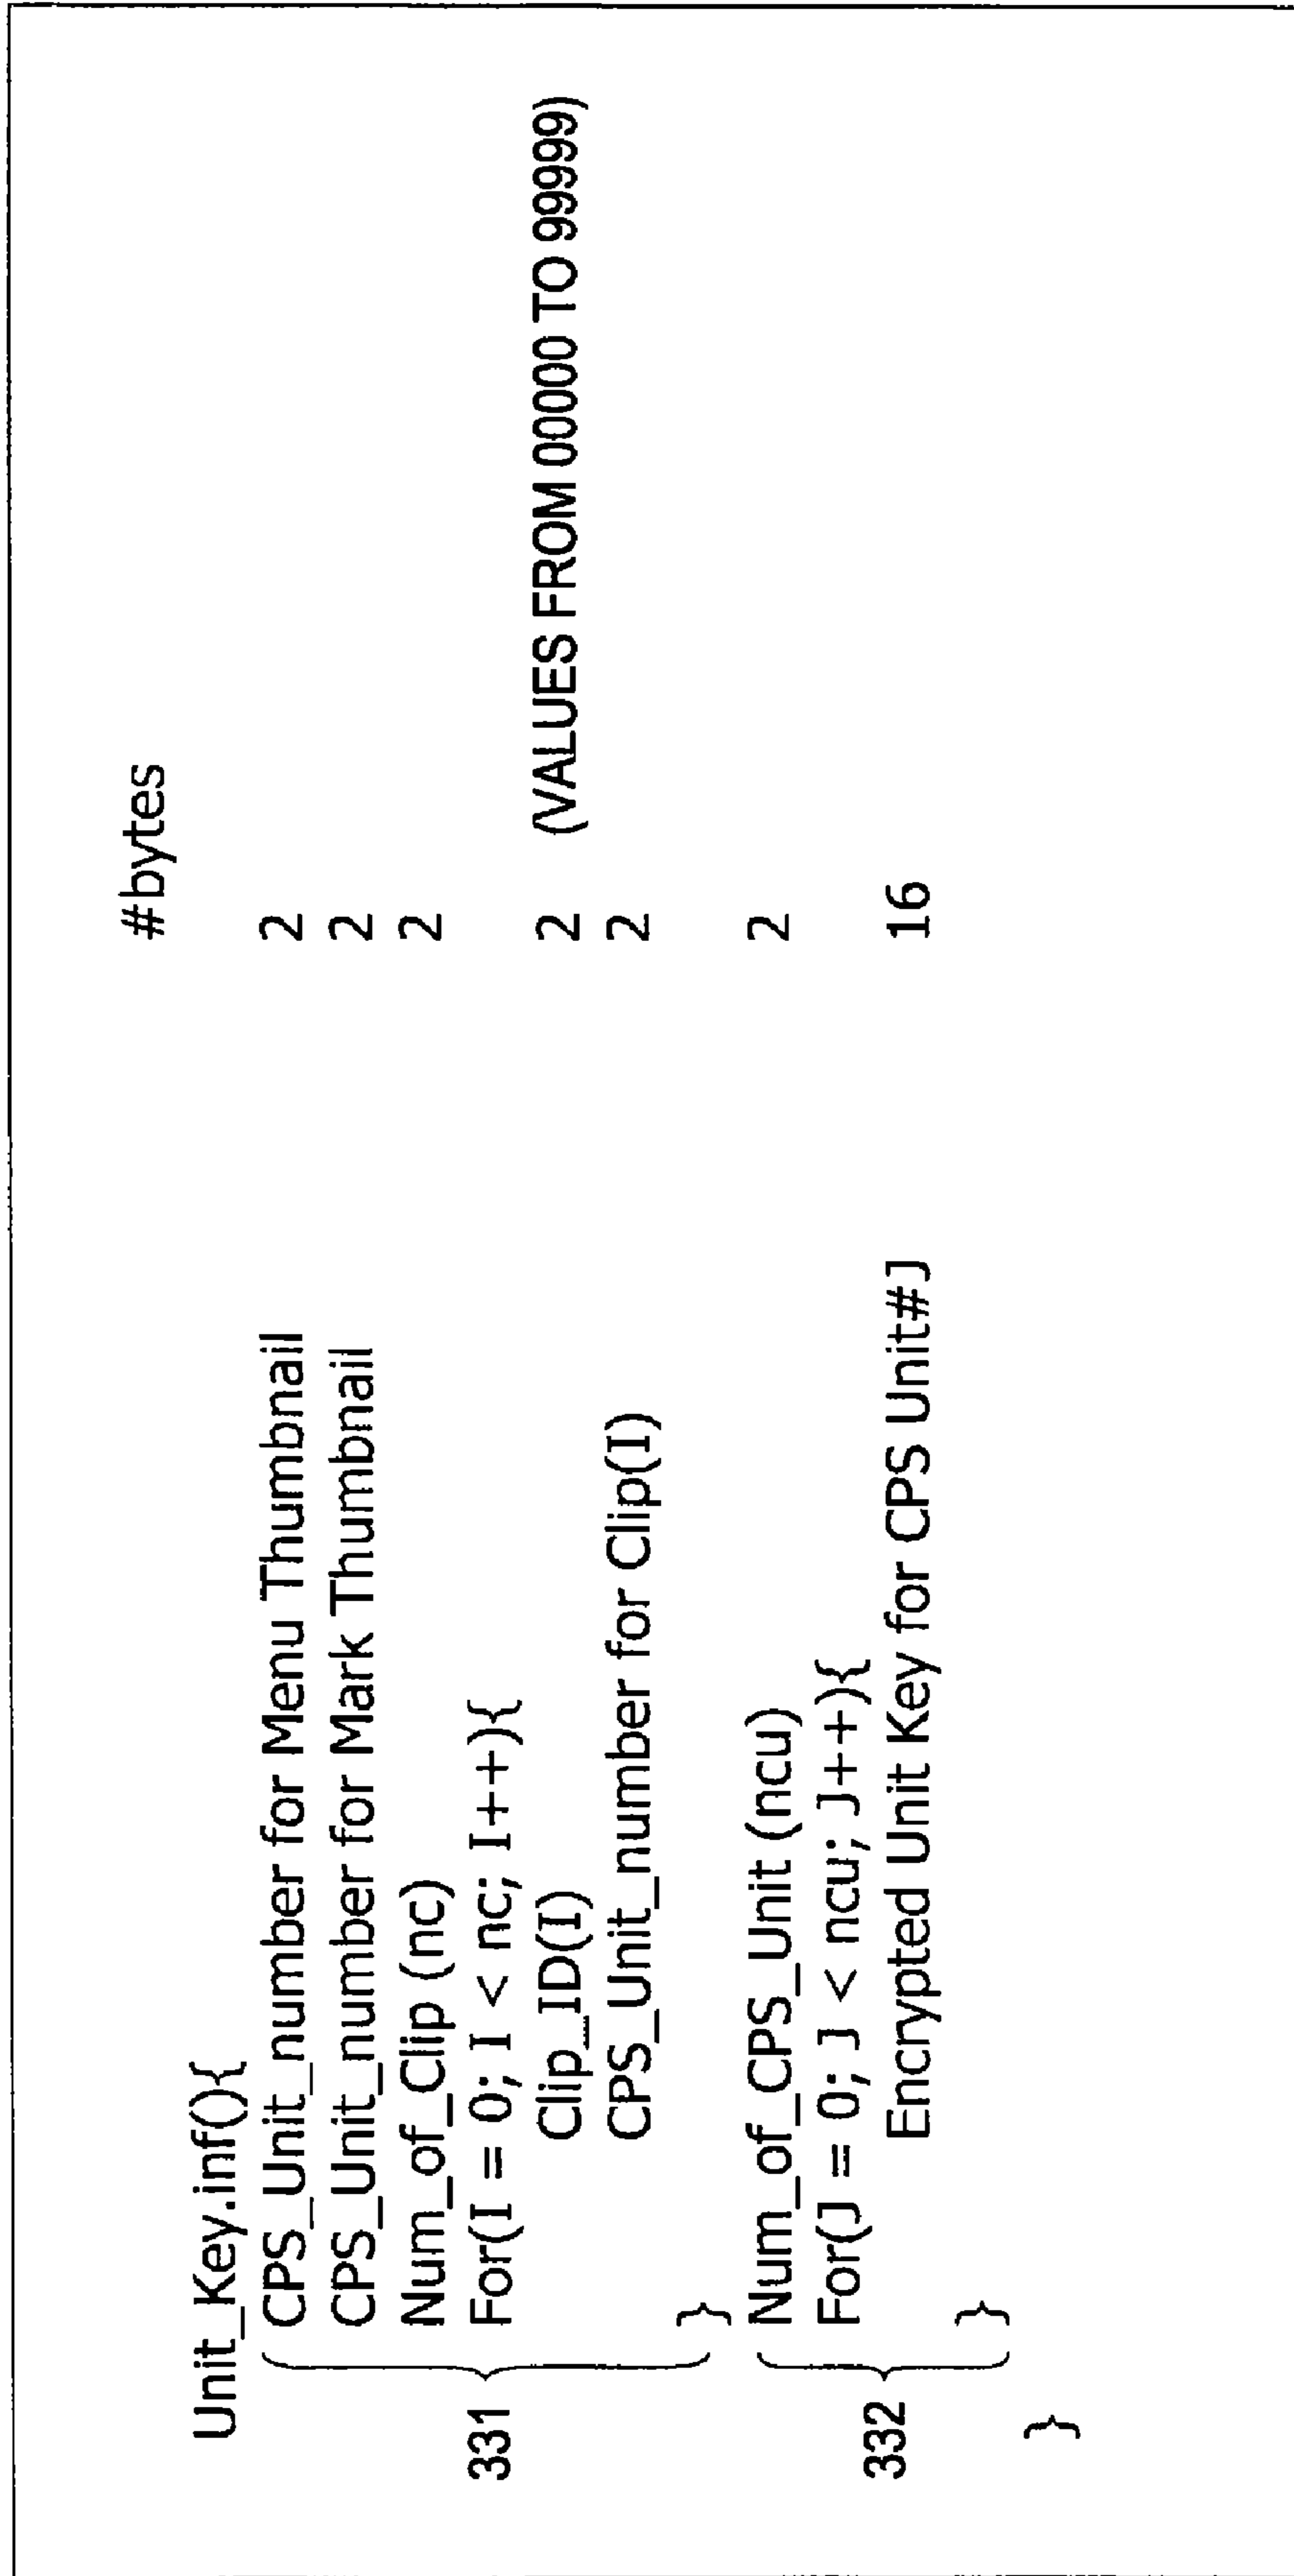 #bytes
Unit_Key.inf(){
CPS_Unit_number for Menu Thumbnail 2
CPS_Unit_number for Mark Thumbnail 2
Num_of_Clip (nc) 2
For(I = 0; I < nc; I++){
Clip_ID(I) 2 (VALUES FROM 00000 TO 99999)
CPS_Unit_number for Clip(I) 2
}
331
Num_of_CPS_Unit (ncu) 2
For(J = 0; J < ncu; J++){
Encrypted Unit Key for CPS Unit#J 16
}
332
}